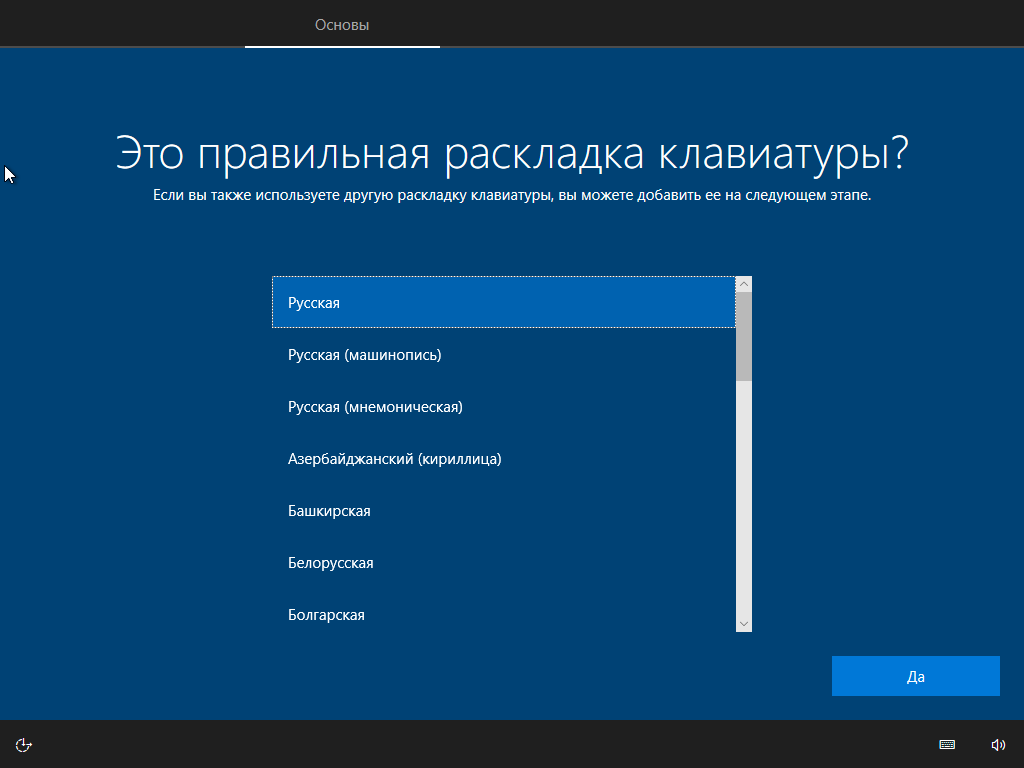 Основы
Это правильная раскладка клавиатуры?
Если вы также используете другую раскладку клавиатуры, вы можете добавить ее на следующем этапе.
Русская
Русская (машинопись)
Русская (мнемоническая)
Азербайджанский (кириллица)
Башкирская
Белорусская
Болгарская
Да